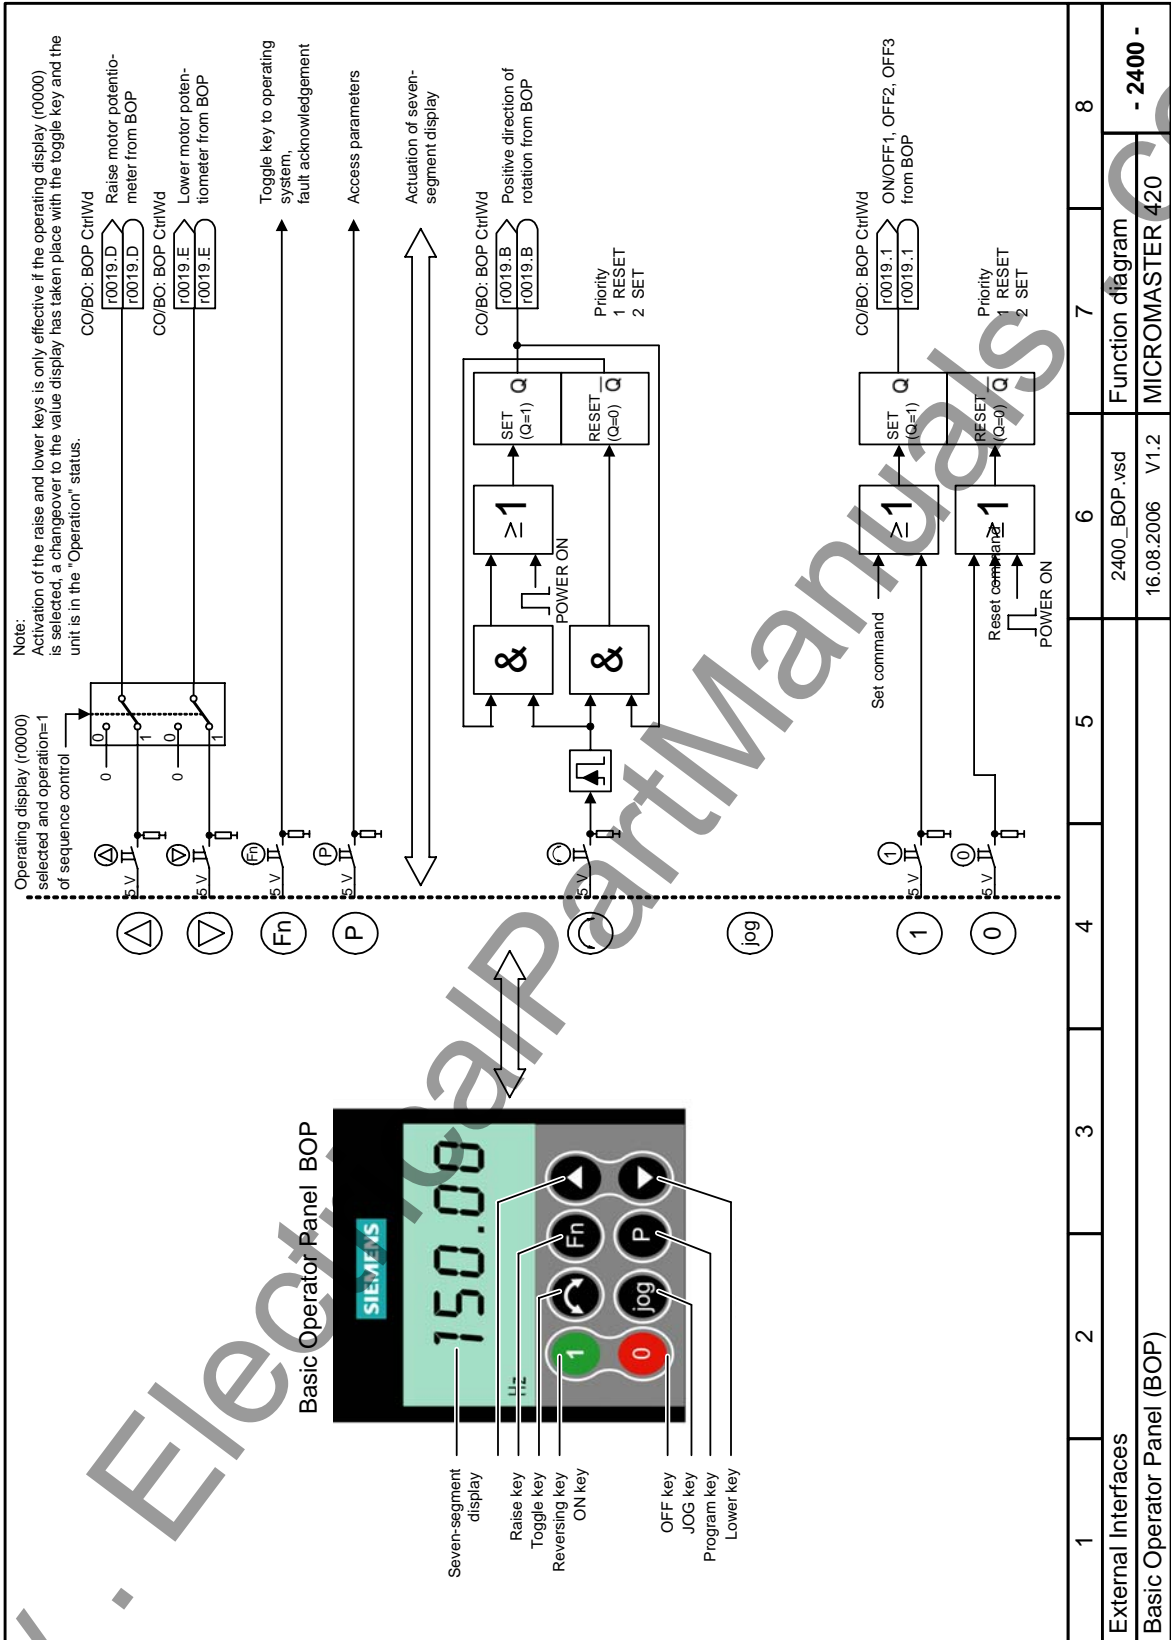 Note:
Activation of the raise and lower keys is only effective if the operating display (r0000)
is selected, a changeover to the value display has taken place with the toggle key and the
unit is in the "Operation" status.
Operating display (r0000)
selected and operation=1
of sequence control
0
0
1
0
0
1
CO/BO: BOP CtrlWd
r0019.D
r0019.D
Raise motor potentio-
meter from BOP
CO/BO: BOP CtrlWd
r0019.E
r0019.E
Lower motor poten-
tiometer from BOP
5 V
5 V
Fn
Fn
5 V
Toggle key to operating
system,
fault acknowledgement
P
P
5 V
Access parameters
Actuation of seven-
segment display
5 V
&
&
≥1
POWER ON
SET
(Q=1)
Q
RESET
(Q=0)
Q
CO/BO: BOP CtrlWd
r0019.B
r0019.B
Positive direction of
rotation from BOP
Priority
1 RESET
2 SET
jog
1
1
5 V
Set command
≥1
SET
(Q=1)
Q
CO/BO: BOP CtrlWd
r0019.1
r0019.1
ON/OFF1, OFF2, OFF3
from BOP
0
0
5 V
Reset command
≥1
POWER ON
RESET
(Q=0)
Q
Priority
1 RESET
2 SET
Basic Operator Panel BOP
SIEMENS
150.00
Hz
1
Fn
0
jog
P
Seven-segment
display
Raise key
Toggle key
Reversing key
ON key
OFF key
JOG key
Program key
Lower key
1 2 3 4 5 6 7 8
External Interfaces
2400_BOP.vsd
Function diagram
- 2400 -
Basic Operator Panel (BOP)
16.08.2006 V1.2
MICROMASTER 420
. ElectricalPartManuals .